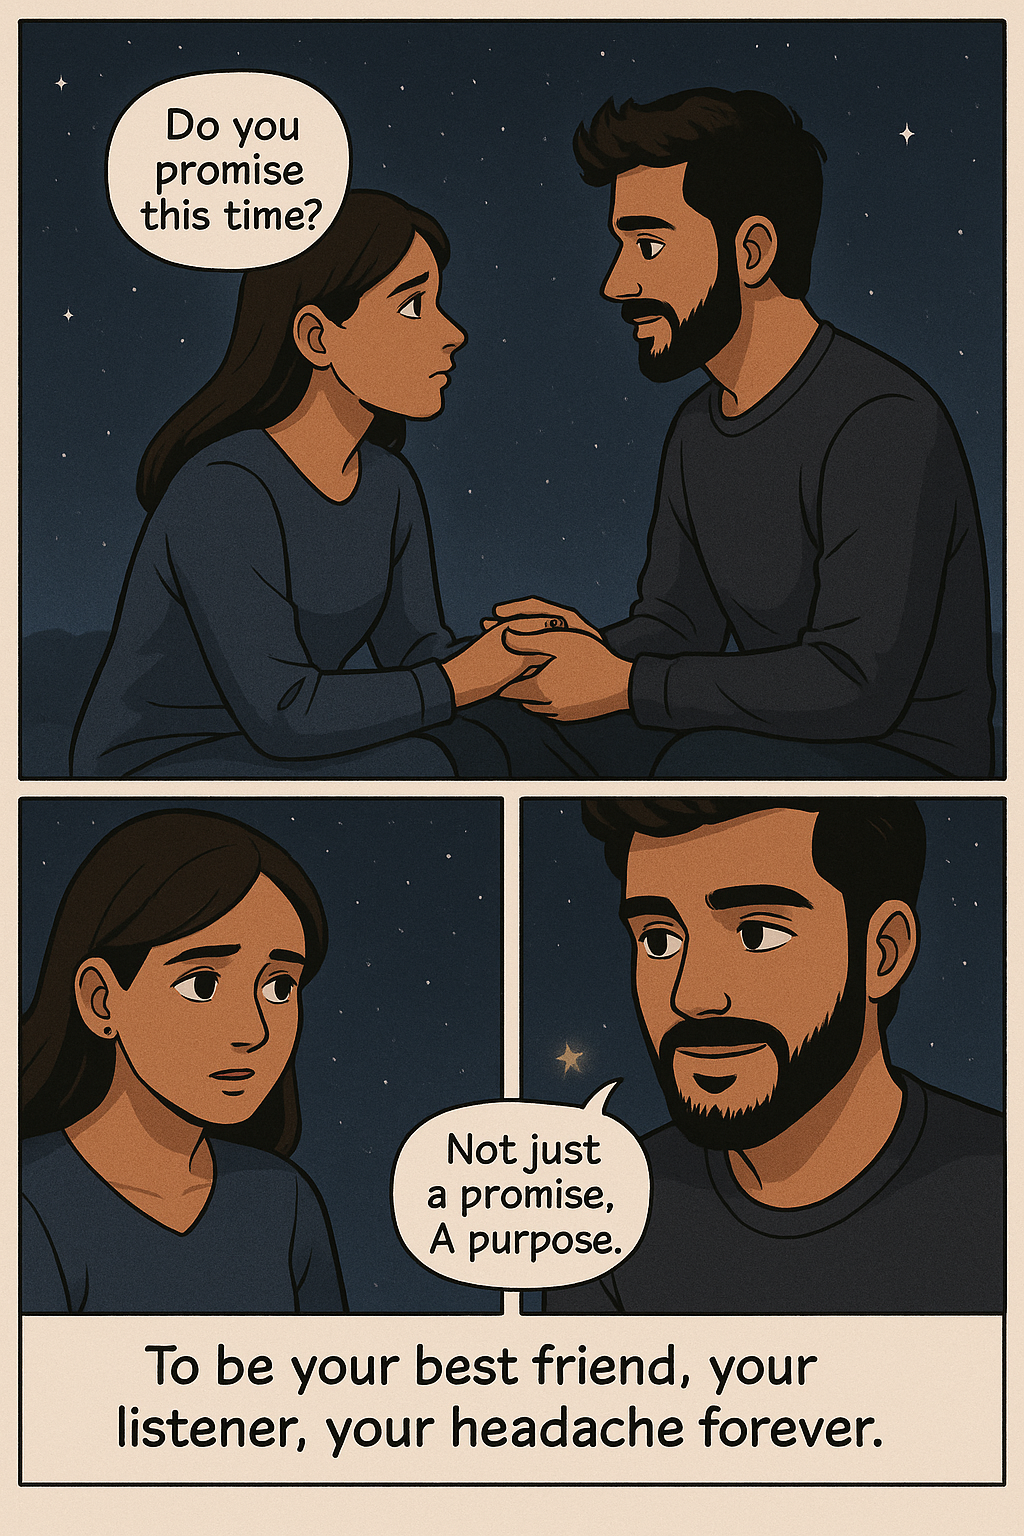 Do you
promise
this time?
Not just
a promise,
A purpose.
To be your best friend, your
listener, your headache forever.